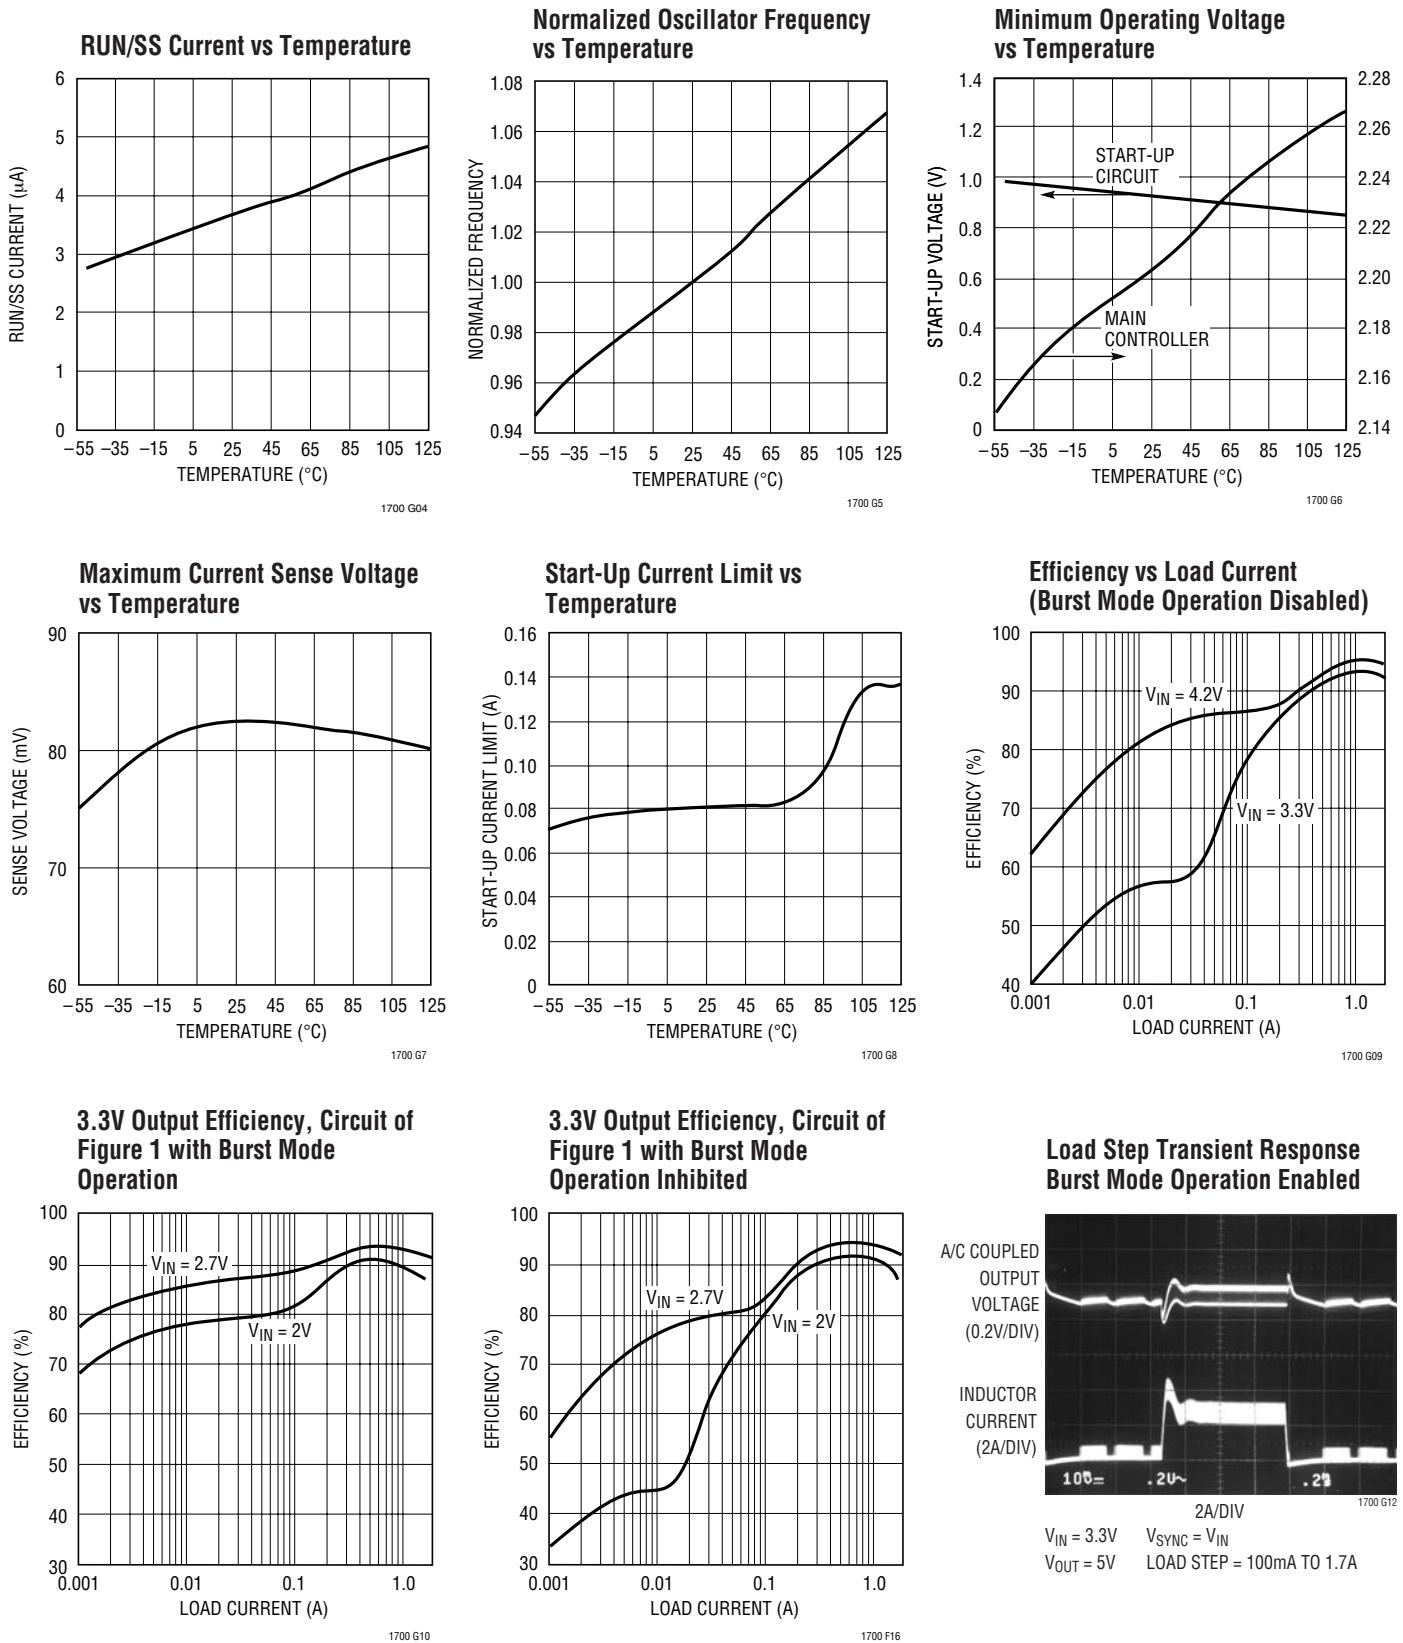 RUN/SS Current vs Temperature
6
5
4
3
2
1
0
RUN/SS CURRENT (µA)
–55 –35 –15 5 25 45 65 85 105 125
TEMPERATURE (°C)
1700 G04
Normalized Oscillator Frequency
vs Temperature
1.08
1.06
1.04
1.02
1.00
0.98
0.96
0.94
NORMALIZED FREQUENCY
–55 –35 –15 5 25 45 65 85 105 125
TEMPERATURE (°C)
1700 G5
Minimum Operating Voltage
vs Temperature
1.4
1.2
1.0
0.8
0.6
0.4
0.2
0
START-UP VOLTAGE (V)
START-UP
CIRCUIT
MAIN
CONTROLLER
2.28
2.26
2.24
2.22
2.20
2.18
2.16
2.14
–55 –35 –15 5 25 45 65 85 105 125
TEMPERATURE (°C)
1700 G6
Maximum Current Sense Voltage
vs Temperature
90
80
70
60
SENSE VOLTAGE (mV)
–55 –35 –15 5 25 45 65 85 105 125
TEMPERATURE (°C)
1700 G7
Start-Up Current Limit vs
Temperature
0.16
0.14
0.12
0.10
0.08
0.06
0.04
0.02
0
START-UP CURRENT LIMIT (A)
–55 –35 –15 5 25 45 65 85 105 125
TEMPERATURE (°C)
1700 G8
Efficiency vs Load Current
(Burst Mode Operation Disabled)
100
90
80
70
60
50
40
EFFICIENCY (%)
VIN = 4.2V
VIN = 3.3V
0.001 0.01 0.1 1.0
LOAD CURRENT (A)
1700 G09
3.3V Output Efficiency, Circuit of
Figure 1 with Burst Mode
Operation
100
90
80
70
60
50
40
30
EFFICIENCY (%)
VIN = 2.7V
VIN = 2V
0.001 0.01 0.1 1.0
LOAD CURRENT (A)
1700 G10
3.3V Output Efficiency, Circuit of
Figure 1 with Burst Mode
Operation Inhibited
100
90
80
70
60
50
40
30
EFFICIENCY (%)
VIN = 2.7V
VIN = 2V
0.001 0.01 0.1 1.0
LOAD CURRENT (A)
1700 F16
Load Step Transient Response
Burst Mode Operation Enabled
A/C COUPLED
OUTPUT
VOLTAGE
(0.2V/DIV)
INDUCTOR
CURRENT
(2A/DIV)
.2V~
1700 G12
2A/DIV
VIN = 3.3V VSYNC = VIN
VOUT = 5V LOAD STEP = 100mA TO 1.7A